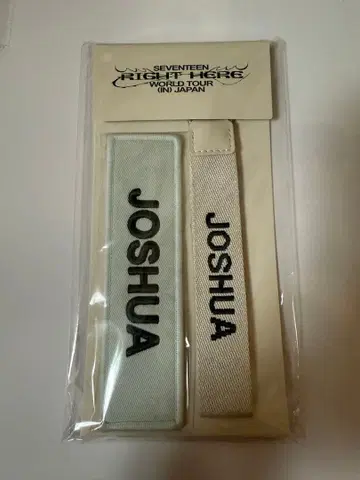 SEVENTEEN
RIGHT HERE
WORLD TOUR
(IN) JAPAN
JOSHUA
JOSHUA